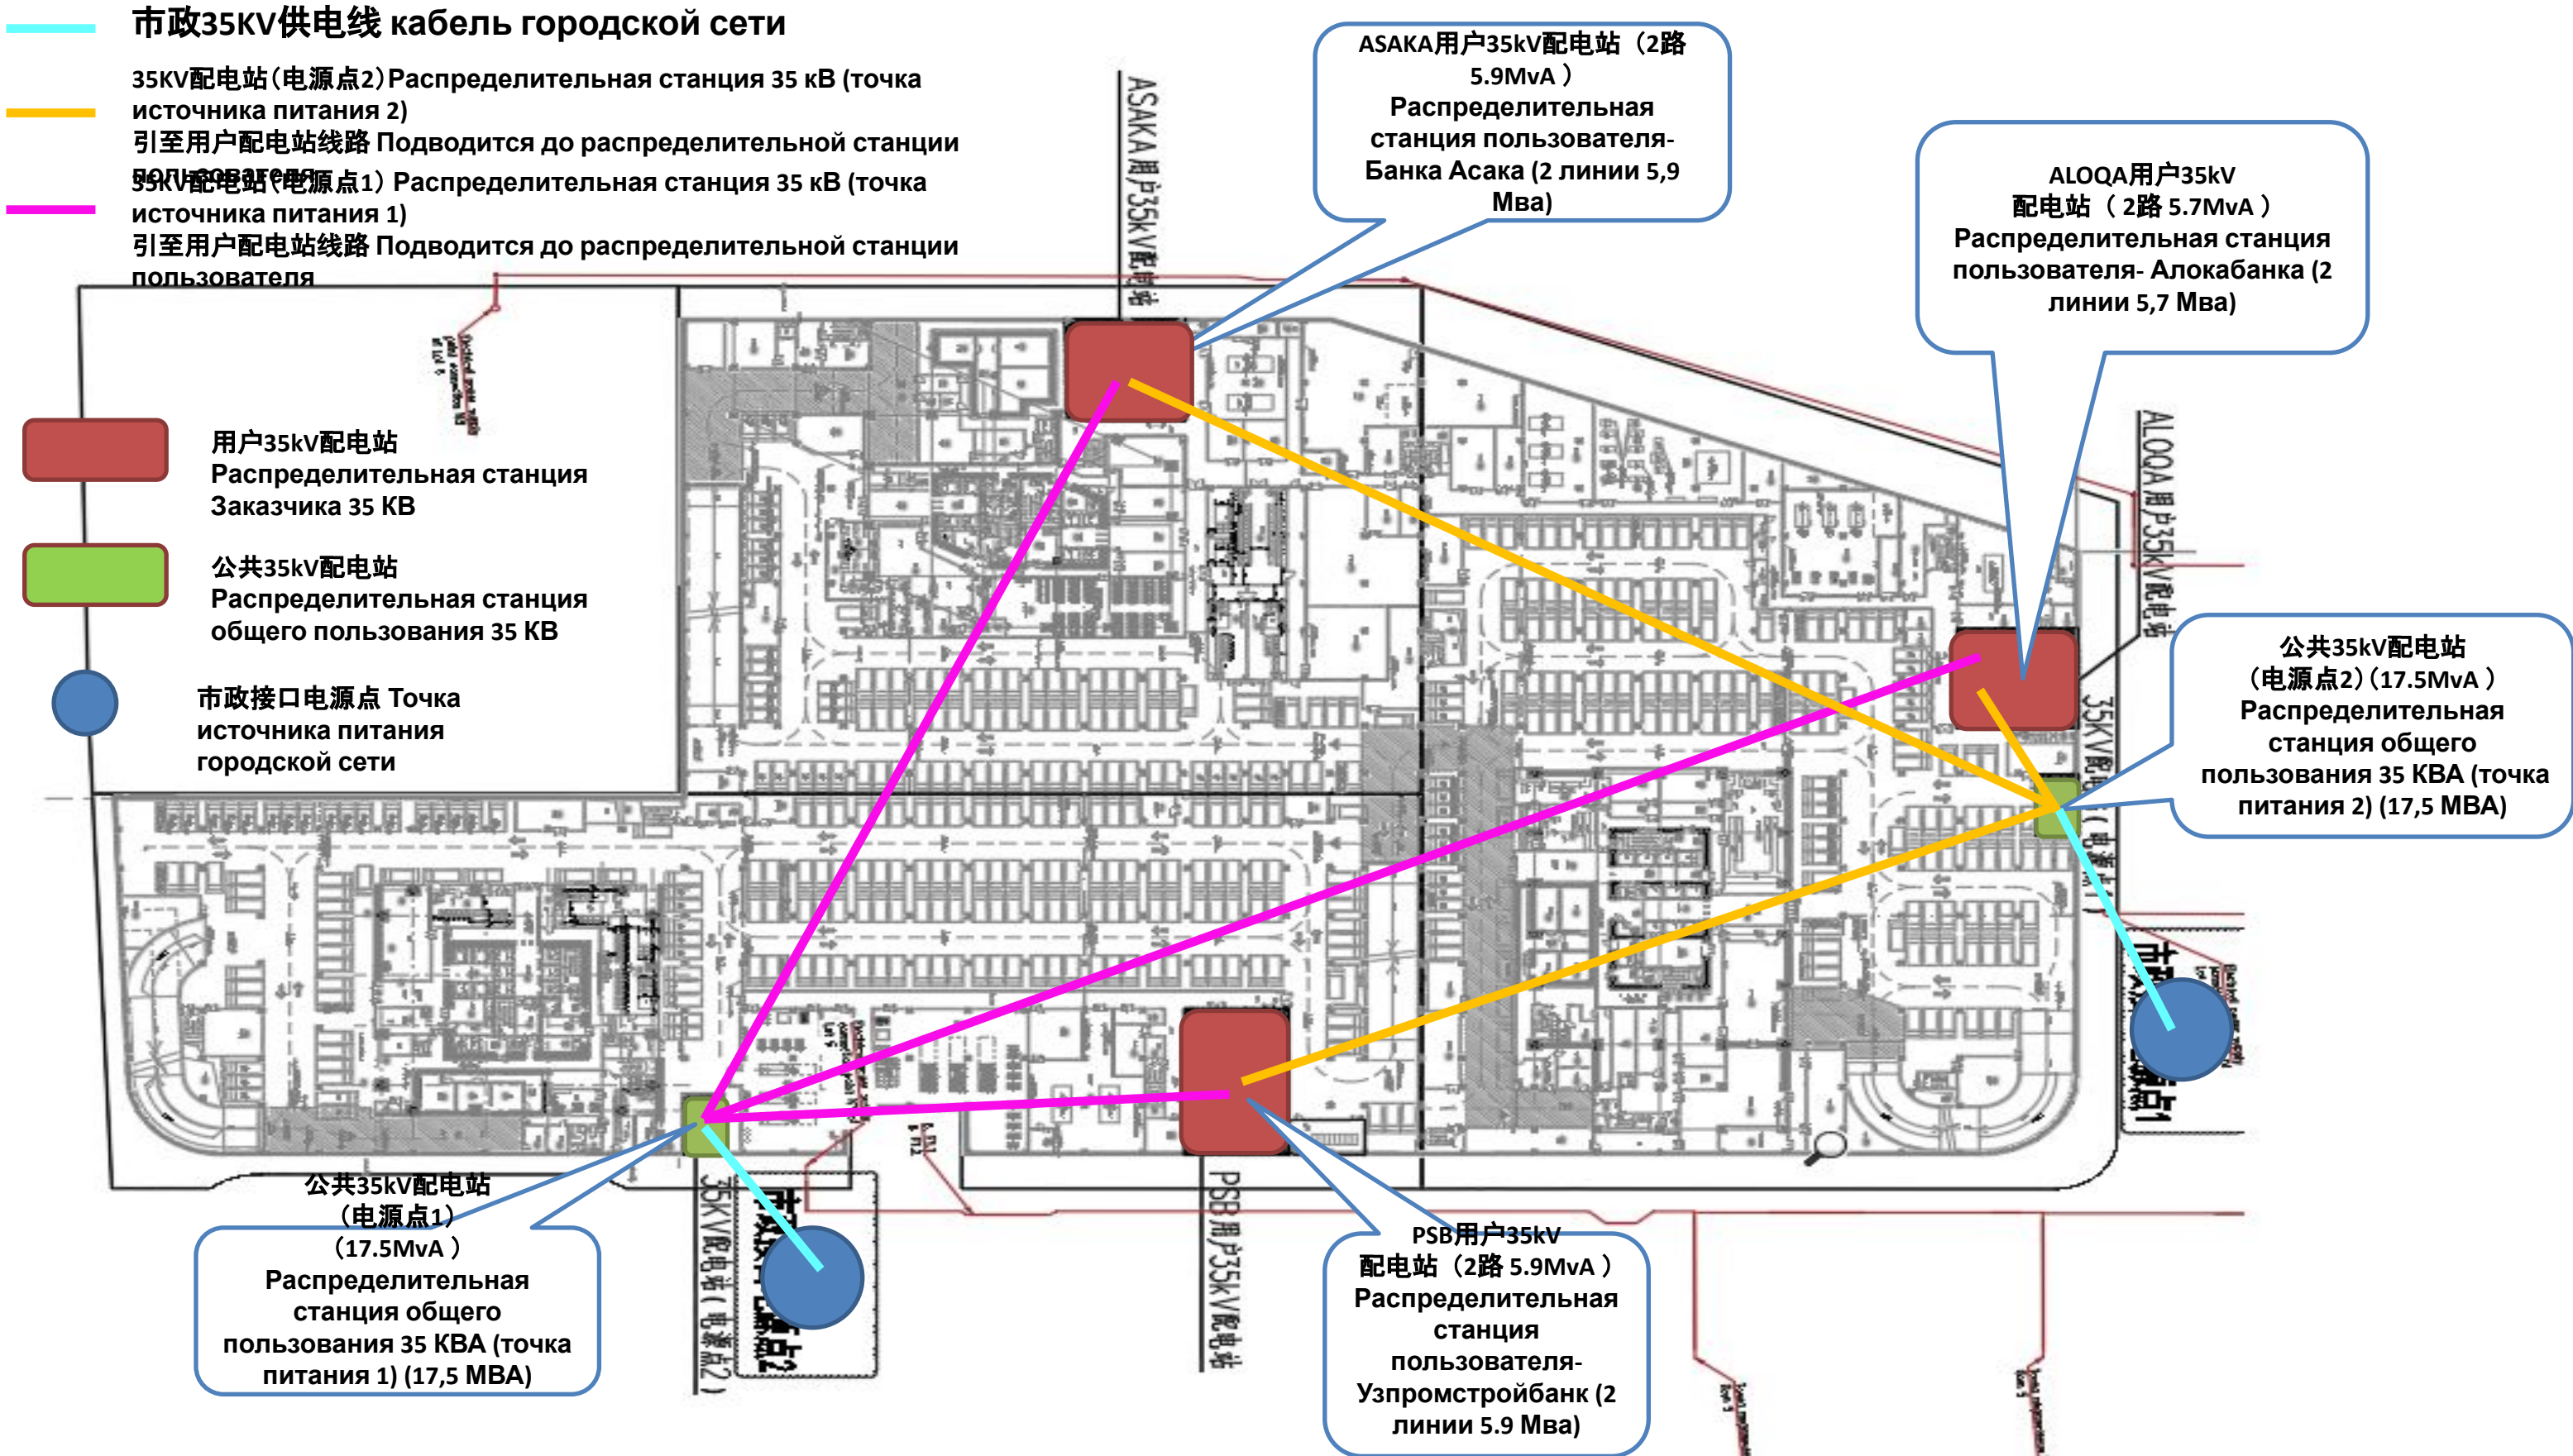 市政35KV供电线 кабель городской сети
35KV配电站（电源点2）Распределительная станция 35 кВ (точка
источника питания 2)
引至用户配电站线路 Подводится до распределительной станции
пользователя
35KV配电站（电源点1）Распределительная станция 35 кВ (точка
источника питания 1)
引至用户配电站线路 Подводится до распределительной станции
пользователя
用户35kV配电站
Распределительная станция
Заказчика 35 КВ
公共35kV配电站
Распределительная станция
общего пользования 35 КВ
市政接口电源点 Точка
источника питания
городской сети
ASAKA用户35kV配电站（2路
5.9MvA ）
Распределительная
станция пользователя-
Банка Асака (2 линии 5,9
Мва)
ALOQA用户35kV
配电站（ 2路 5.7MvA ）
Распределительная станция
пользователя- Алокабанка (2
линии 5,7 Мва)
公共35kV配电站
（电源点2）（17.5MvA ）
Распределительная
станция общего
пользования 35 КВА (точка
питания 2) (17,5 МВА)
公共35kV配电站
（电源点1）
（17.5MvA ）
Распределительная
станция общего
пользования 35 КВА (точка
питания 1) (17,5 МВА)
PSB用户35kV
配电站（2路 5.9MvA ）
Распределительная
станция
пользователя-
Узпромстройбанк (2
линии 5.9 Мва)
ASAKA用户35kV配电站
ALOQA用户35kV配电站
35KV配电站(电源点1)
35KV配电站(电源点2)
PSB用户35kV配电站